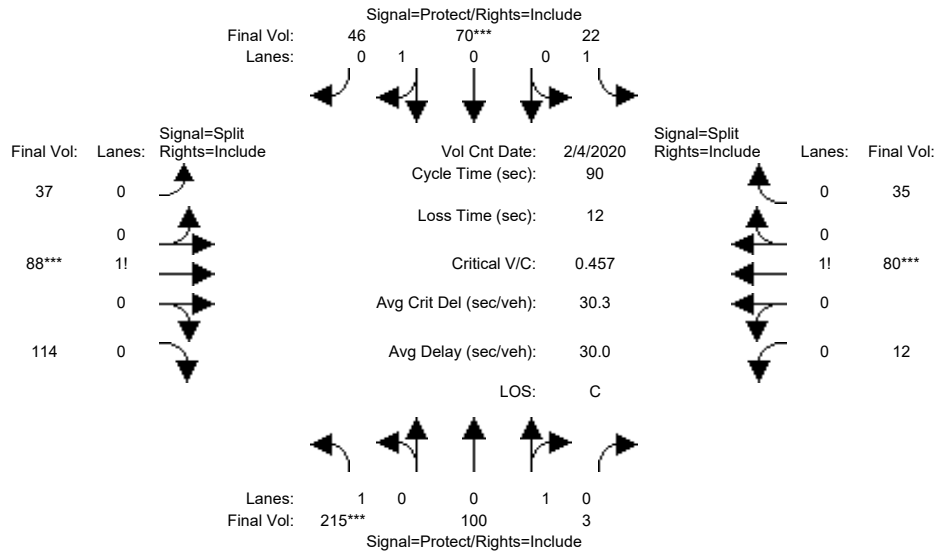 Signal=Protect/Rights=Include
Final Vol: 46 70*** 22
Lanes: 0 1 0 0 1
Signal=Split
Final Vol: Lanes: Rights=Include
Vol Cnt Date: 2/4/2020
Signal=Split
Rights=Include Lanes: Final Vol:
Cycle Time (sec): 90
37 0
0 35
Loss Time (sec): 12
0
0
88*** 1!
Critical V/C: 0.457
1! 80***
0
Avg Crit Del (sec/veh): 30.3
0
114 0
Avg Delay (sec/veh): 30.0
0 12
LOS: C
Lanes: 1 0 0 1 0
Final Vol: 215*** 100 3
Signal=Protect/Rights=Include